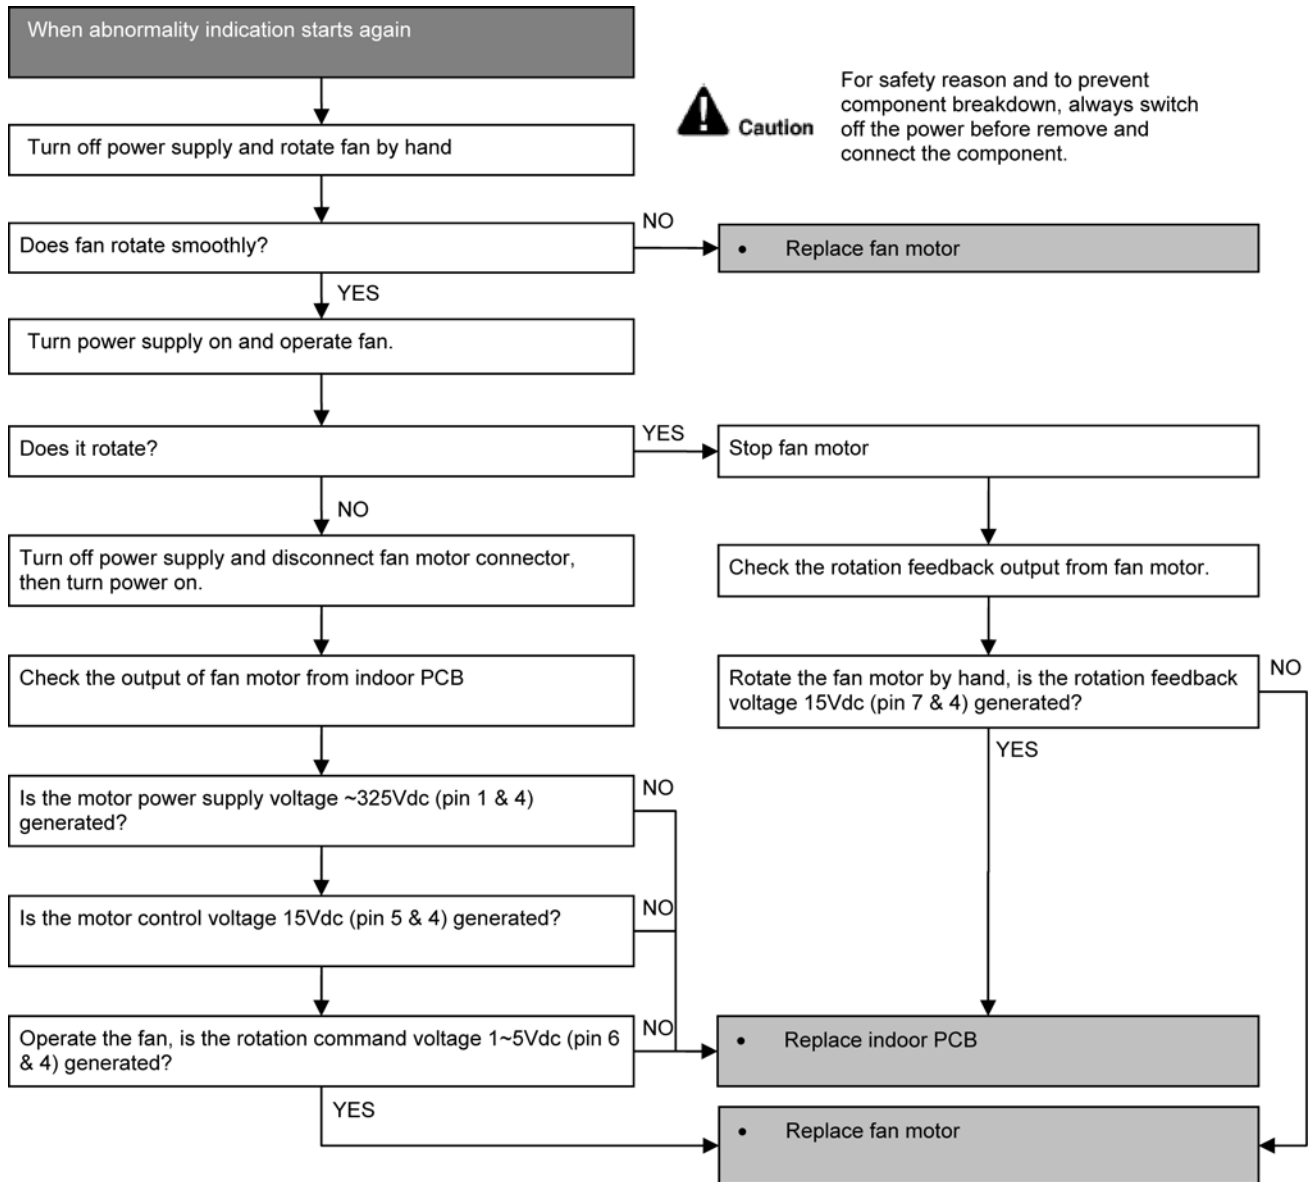 When abnormality indication starts again
For safety reason and to prevent
component breakdown, always switch
off the power before remove and
connect the component.
Caution
Turn off power supply and rotate fan by hand
Does fan rotate smoothly?
NO
• Replace fan motor
YES
Turn power supply on and operate fan.
Does it rotate?
YES
Stop fan motor
NO
Turn off power supply and disconnect fan motor connector,
then turn power on.
Check the rotation feedback output from fan motor.
Check the output of fan motor from indoor PCB
Rotate the fan motor by hand, is the rotation feedback
voltage 15Vdc (pin 7 & 4) generated?
NO
YES
Is the motor power supply voltage ~325Vdc (pin 1 & 4)
generated?
NO
Is the motor control voltage 15Vdc (pin 5 & 4) generated?
NO
Operate the fan, is the rotation command voltage 1~5Vdc (pin 6
& 4) generated?
NO
• Replace indoor PCB
YES
• Replace fan motor